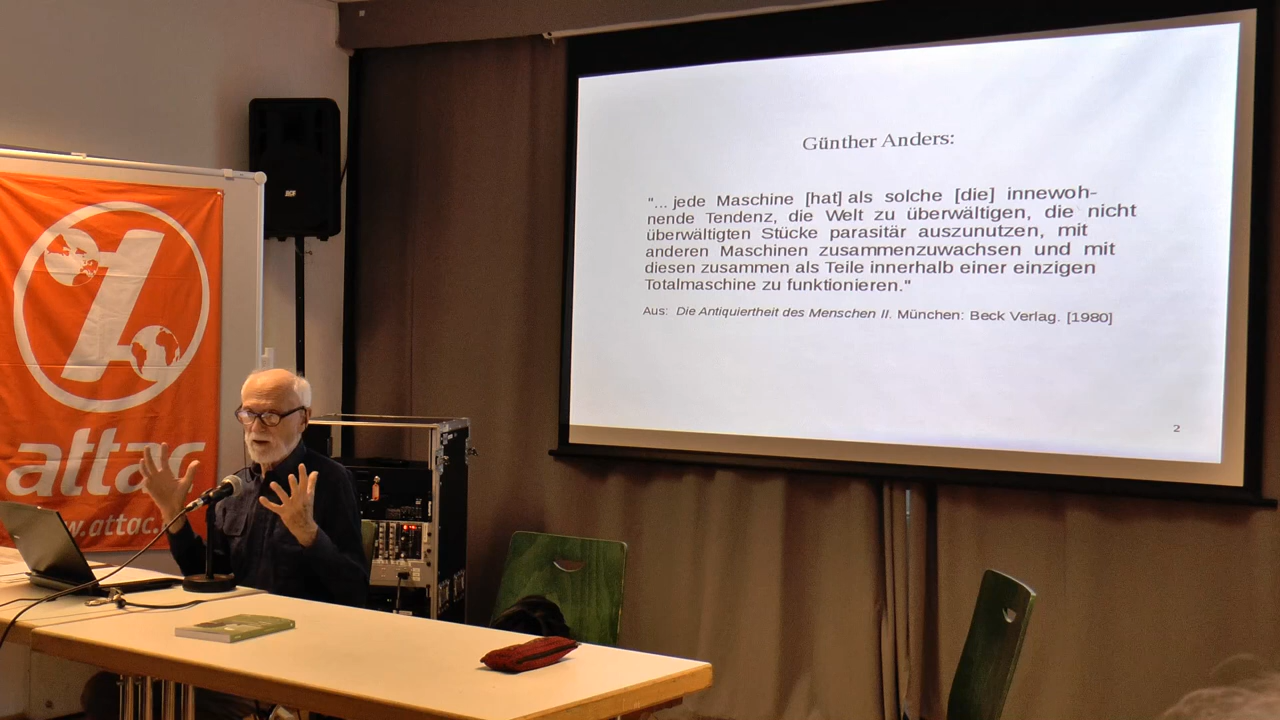 Günther Anders:
"... jede Maschine [hat] als solche [die] innewoh-
nende Tendenz, die Welt zu überwältigen, die nicht
überwältigten Stücke parasitär auszunutzen, mit
anderen Maschinen zusammenzuwachsen und mit
diesen zusammen als Teile innerhalb einer einzigen
Totalmaschine zu funktionieren."
Aus: Die Antiquiertheit des Menschen II. München: Beck Verlag. [1980]
2
attac
w.attac.